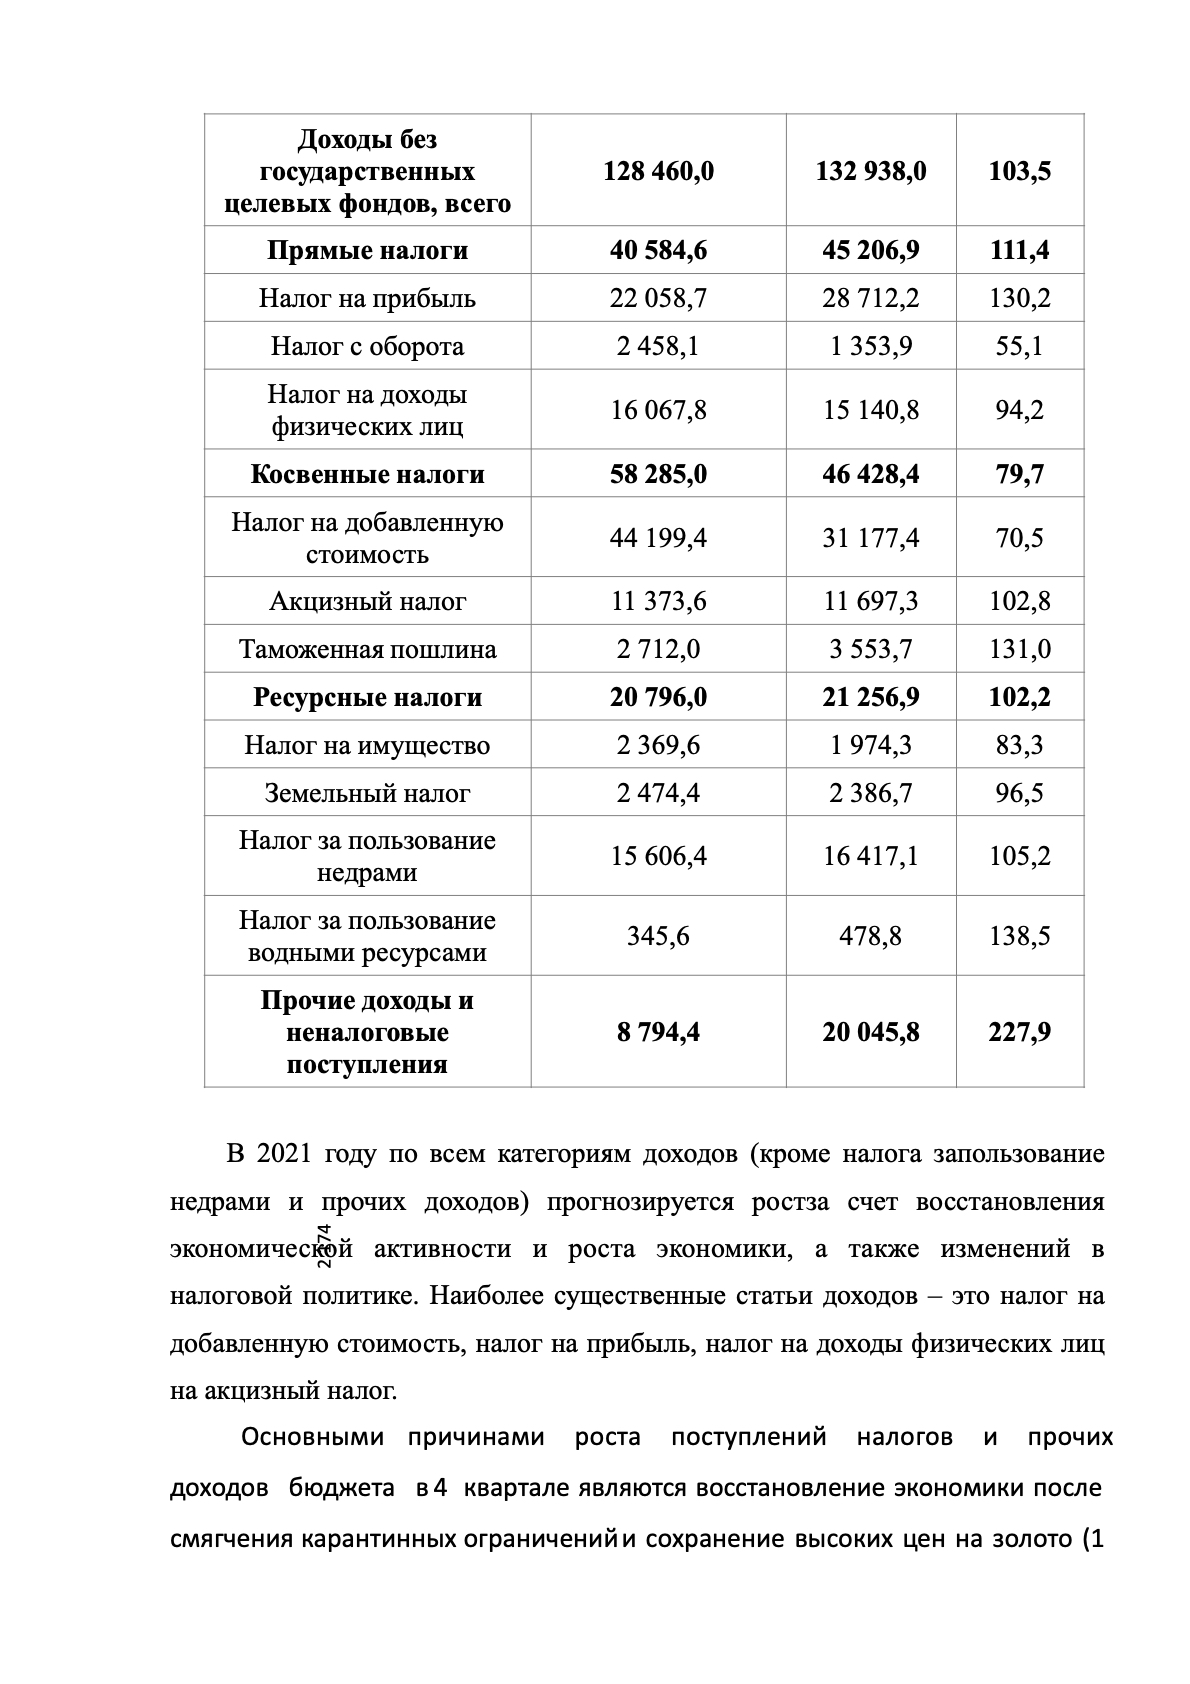 Доходы без
государственных
целевых фондов, всего
128 460,0
132 938,0
103,5
Прямые налоги
40 584,6
45 206,9
111,4
Налог на прибыль
22 058,7
28 712,2
130,2
Налог с оборота
2 458,1
1 353,9
55,1
Налог на доходы
физических лиц
16 067,8
15 140,8
94,2
Косвенные налоги
58 285,0
46 428,4
79,7
Налог на добавленную
стоимость
44 199,4
31 177,4
70,5
Акцизный налог
11 373,6
11 697,3
102,8
Таможенная пошлина
2 712,0
3 553,7
131,0
Ресурсные налоги
20 796,0
21 256,9
102,2
Налог на имущество
2 369,6
1 974,3
83,3
Земельный налог
2 474,4
2 386,7
96,5
Налог за пользование
недрами
15 606,4
16 417,1
105,2
Налог за пользование
водными ресурсами
345,6
478,8
138,5
Прочие доходы и
неналоговые
поступления
8 794,4
20 045,8
227,9
В 2021 году по всем категориям доходов (кроме налога запользование
недрами и прочих доходов) прогнозируется ростза счет восстановления
экономической активности и роста экономики, а также изменений в
налоговой политике. Наиболее существенные статьи доходов – это налог на
добавленную стоимость, налог на прибыль, налог на доходы физических лиц
на акцизный налог.
Основными причинами роста поступлений налогов и прочих
доходов бюджета в 4 квартале являются восстановление экономики после
смягчения карантинных ограничений и сохранение высоких цен на золото (1